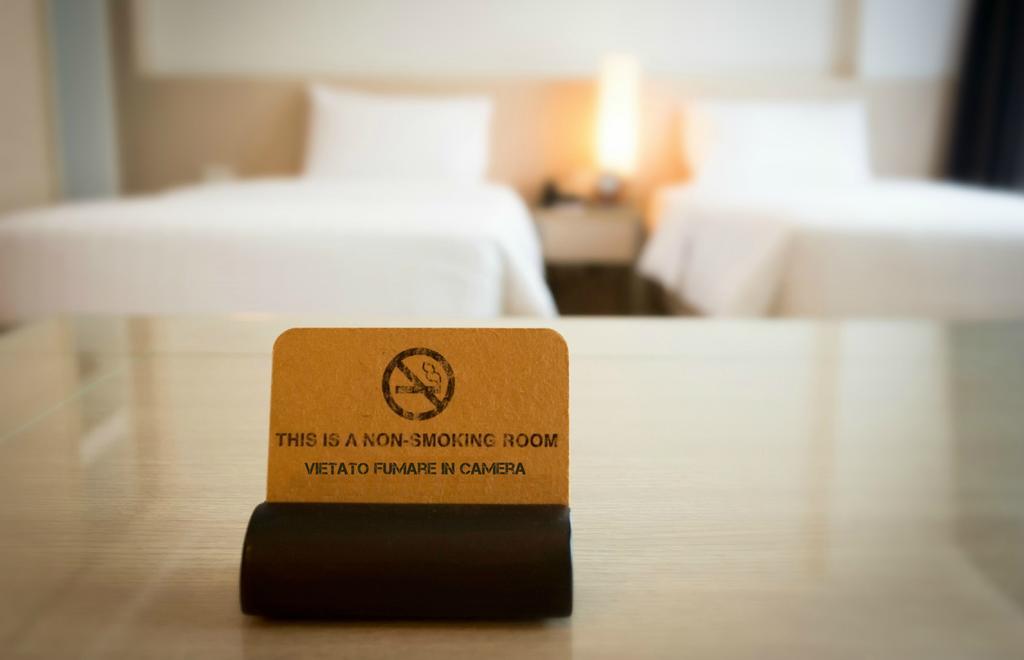 THIS IS A NON-SMOKING ROOM
VIETATO FUMARE IN CAMERA